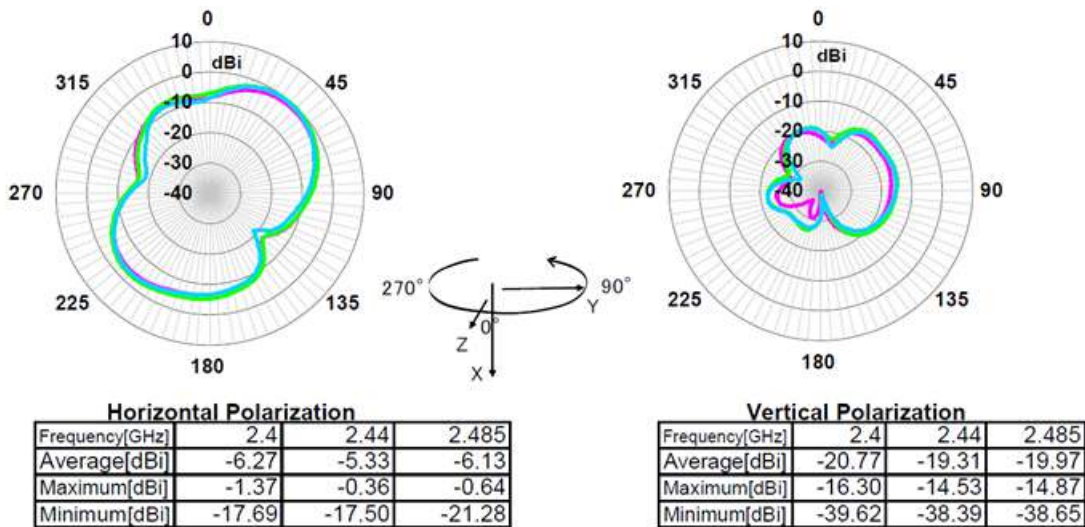 0
10
dBi
0
-10
-20
-30
-40
45
90
135
180
225
270
315
0
10
dBi
0
-10
-20
-30
-40
45
90
135
180
225
270
315
270° 90°
0° Y
Z
X
Horizontal Polarization
Frequency[GHz] 2.4 2.44 2.485
Average[dBi] -6.27 -5.33 -6.13
Maximum[dBi] -1.37 -0.36 -0.64
Minimum[dBi] -17.69 -17.50 -21.28
Vertical Polarization
Frequency[GHz] 2.4 2.44 2.485
Average[dBi] -20.77 -19.31 -19.97
Maximum[dBi] -16.30 -14.53 -14.87
Minimum[dBi] -39.62 -38.39 -38.65